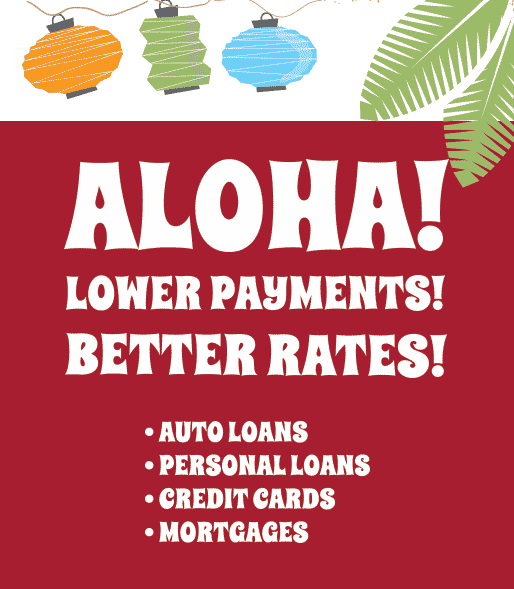 ALOHA!
LOWER PAYMENTS!
BETTER RATES!
• AUTO LOANS
• PERSONAL LOANS
• CREDIT CARDS
• MORTGAGES